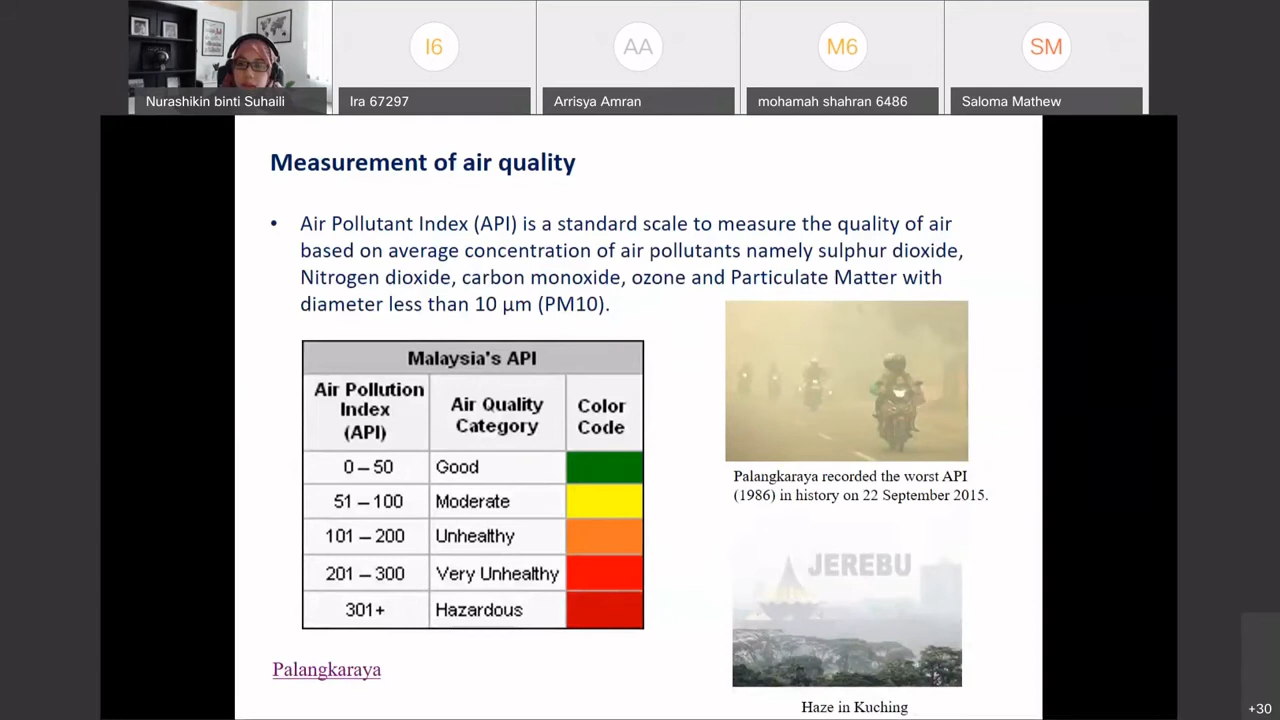 I6
AA
M6
SM
Nurashikin binti Suhaili
Ira 67297
Arrisya Amran
mohamah shahran 6486
Saloma Mathew
Measurement of air quality
• Air Pollutant Index (API) is a standard scale to measure the quality of air
based on average concentration of air pollutants namely sulphur dioxide,
Nitrogen dioxide, carbon monoxide, ozone and Particulate Matter with
diameter less than 10 µm (PM10).
Malaysia's API
Air Pollution
Index
(API)
Air Quality
Category
Color
Code
0 – 50 Good
51 – 100 Moderate
101 – 200 Unhealthy
201 – 300 Very Unhealthy
301+ Hazardous
Palangkaraya recorded the worst API
(1986) in history on 22 September 2015.
JEREBU
Palangkaraya
Haze in Kuching
+30